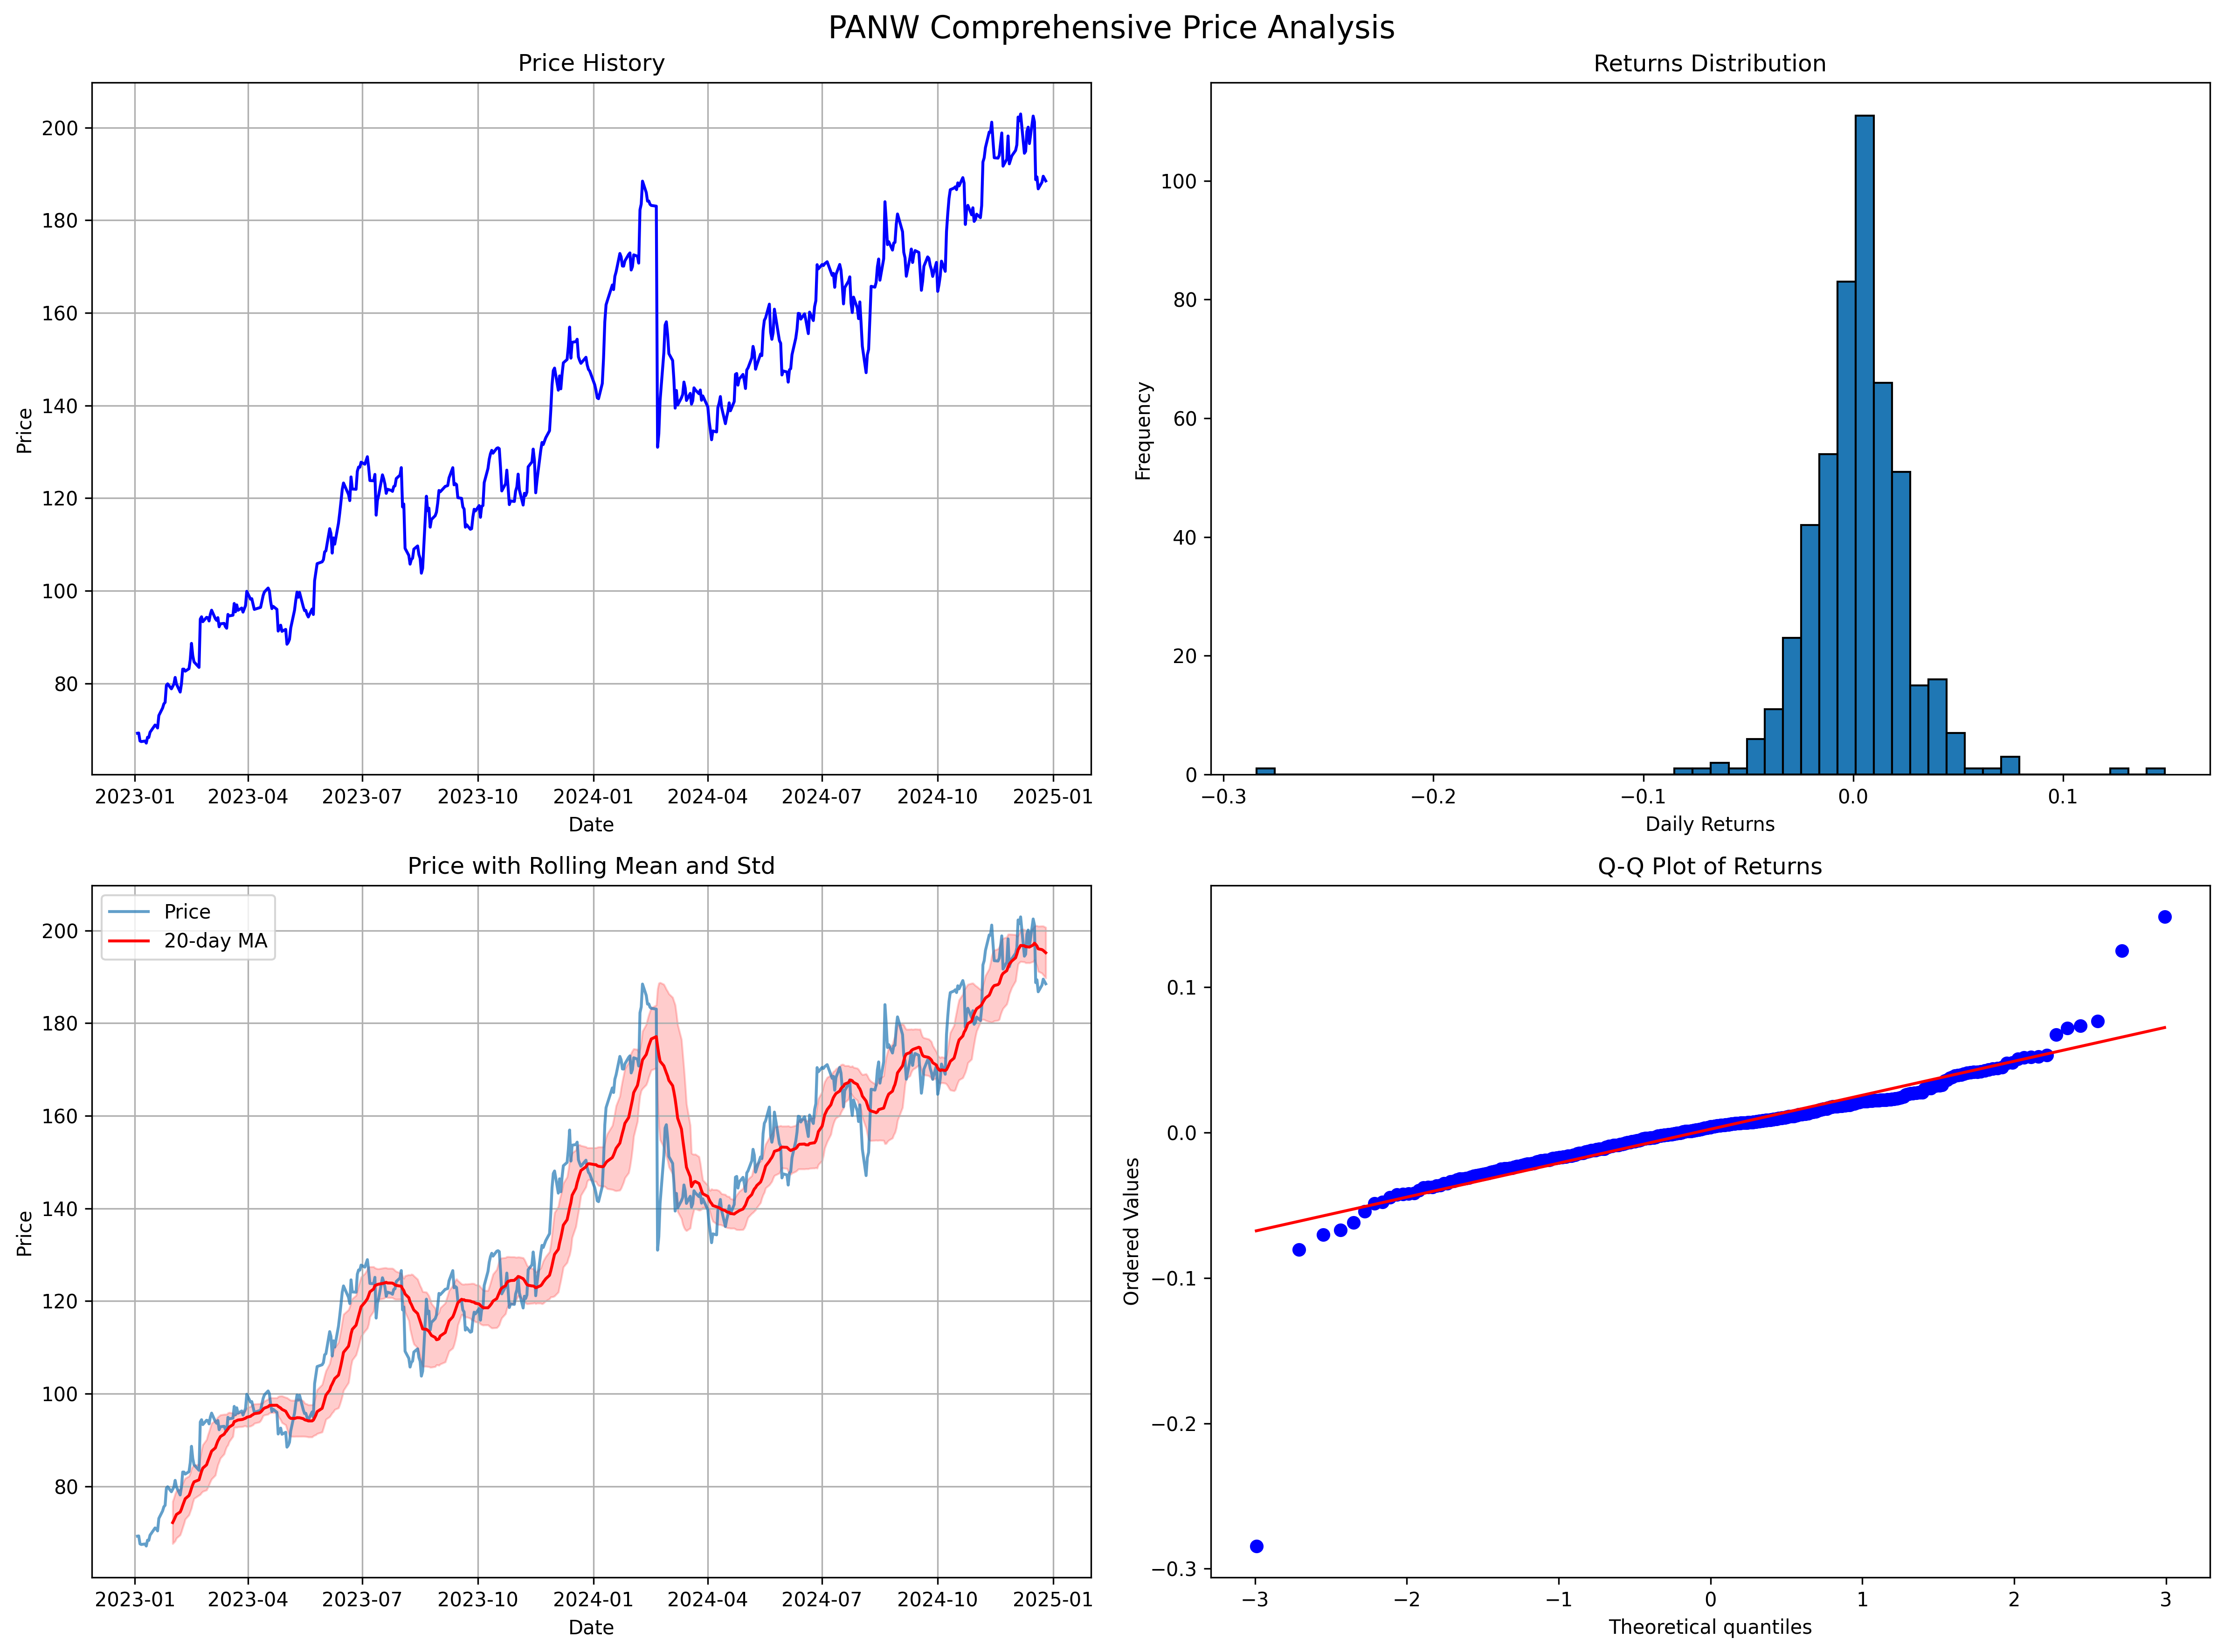 PANW Comprehensive Price Analysis
Price History
200
180
160
140
120
100
80
Price
2023-01 2023-04 2023-07 2023-10 2024-01 2024-04 2024-07 2024-10 2025-01
Date
Returns Distribution
100
80
60
40
20
0
Frequency
−0.3 −0.2 −0.1 0.0 0.1
Daily Returns
Price with Rolling Mean and Std
Price
20-day MA
200
180
160
140
120
100
80
Price
2023-01 2023-04 2023-07 2023-10 2024-01 2024-04 2024-07 2024-10 2025-01
Date
Q-Q Plot of Returns
0.1
0.0
−0.1
−0.2
−0.3
Ordered Values
−3 −2 −1 0 1 2 3
Theoretical quantiles